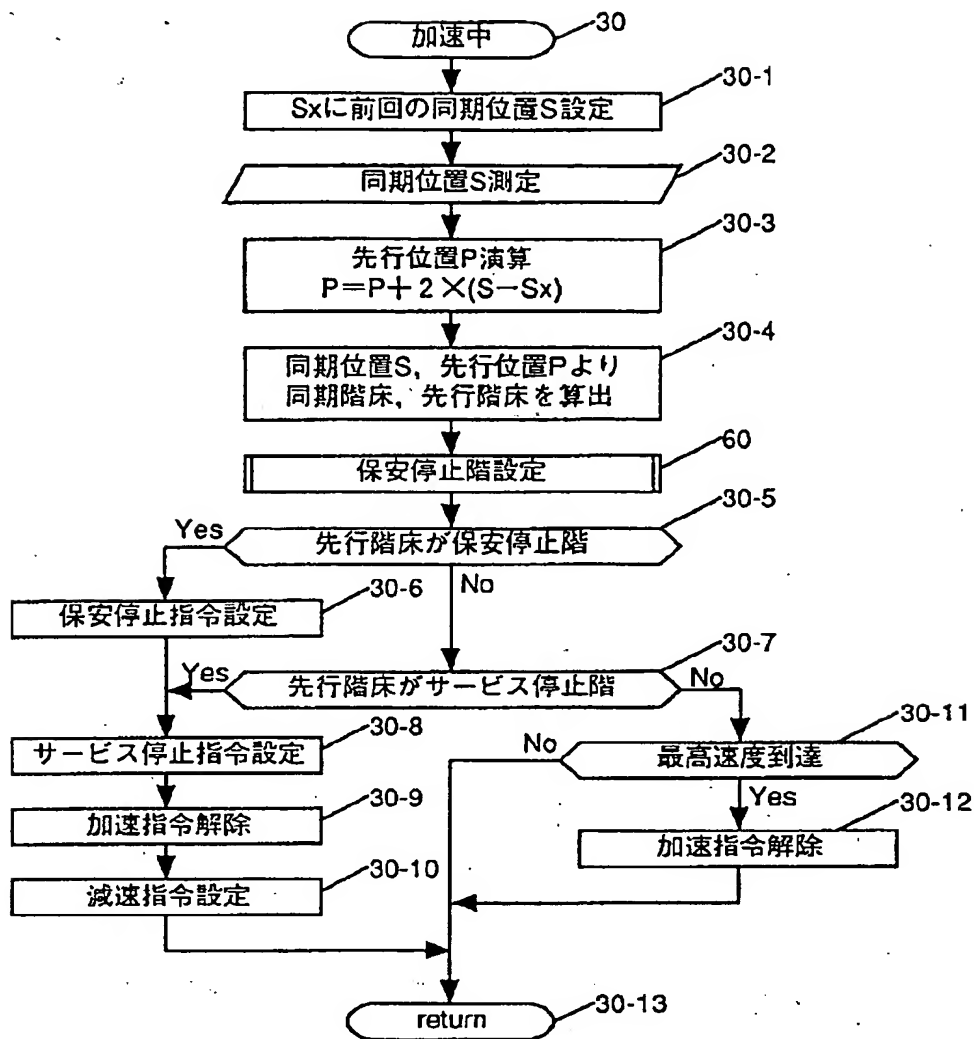 加速中
30
30-1
Sxに前回の同期位置S設定
30-2
同期位置S測定
30-3
先行位置P演算
P=P+2×(S-Sx)
30-4
同期位置S, 先行位置Pより
同期階床, 先行階床を算出
60
保安停止階設定
30-5
Yes
先行階床が保安停止階
No
30-6
保安停止指令設定
30-7
Yes
先行階床がサービス停止階
No
30-8
サービス停止指令設定
30-11
No
最高速度到達
Yes
30-9
加速指令解除
30-12
加速指令解除
30-10
減速指令設定
return
30-13